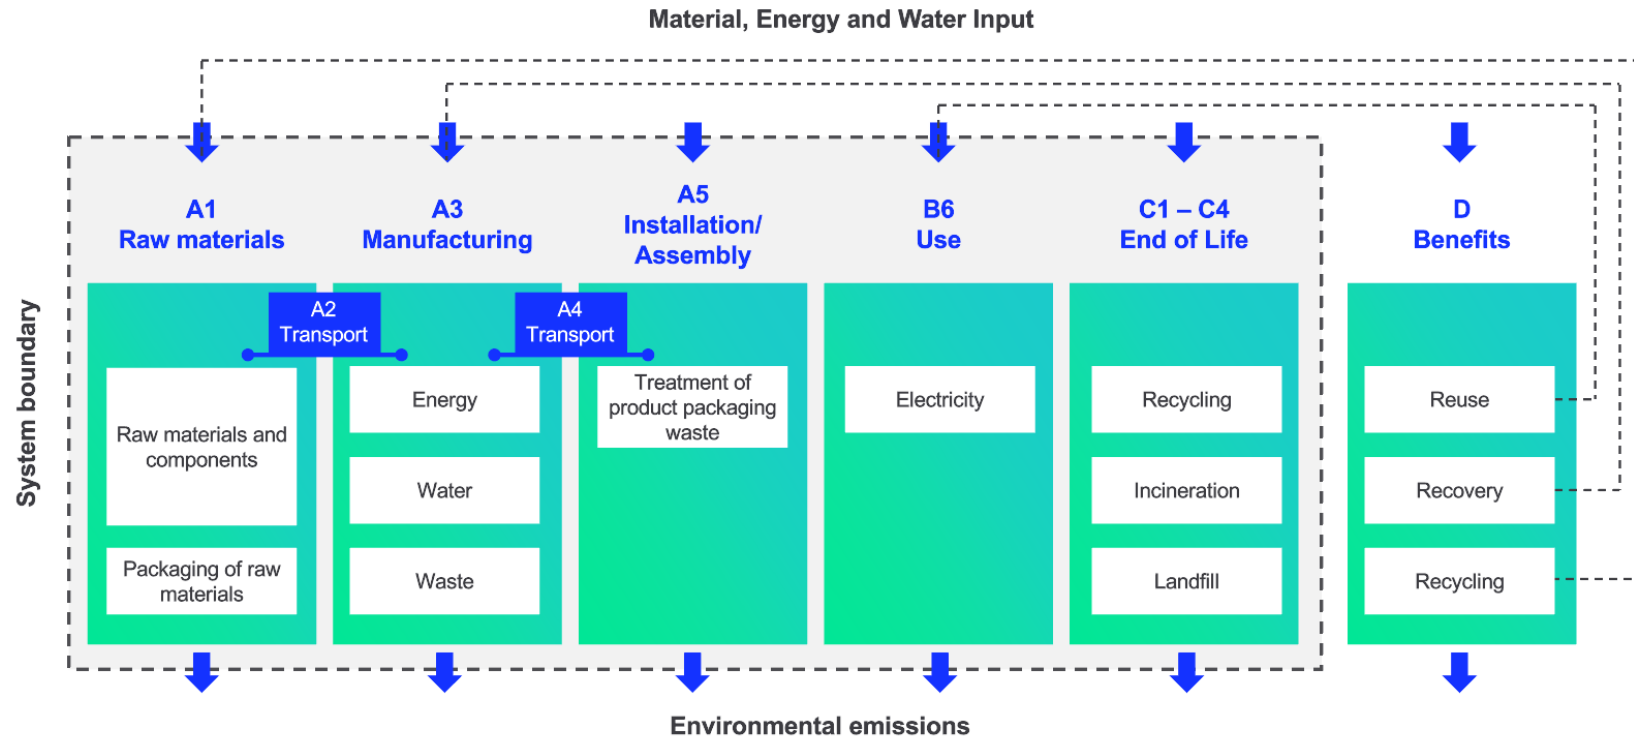 Material, Energy and Water Input
System boundary
A1
Raw materials
A3
Manufacturing
A5
Installation/
Assembly
B6
Use
C1 – C4
End of Life
D
Benefits
A2
Transport
A4
Transport
Raw materials and
components
Packaging of raw
materials
Energy
Water
Waste
Treatment of
product packaging
waste
Electricity
Recycling
Incineration
Landfill
Reuse
Recovery
Recycling
Environmental emissions